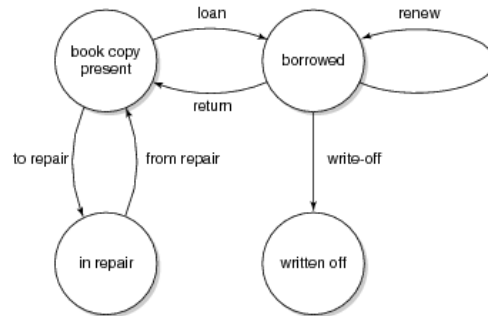 loan
renew
book copy
present
borrowed
return
to repair
from repair
write-off
in repair
written off